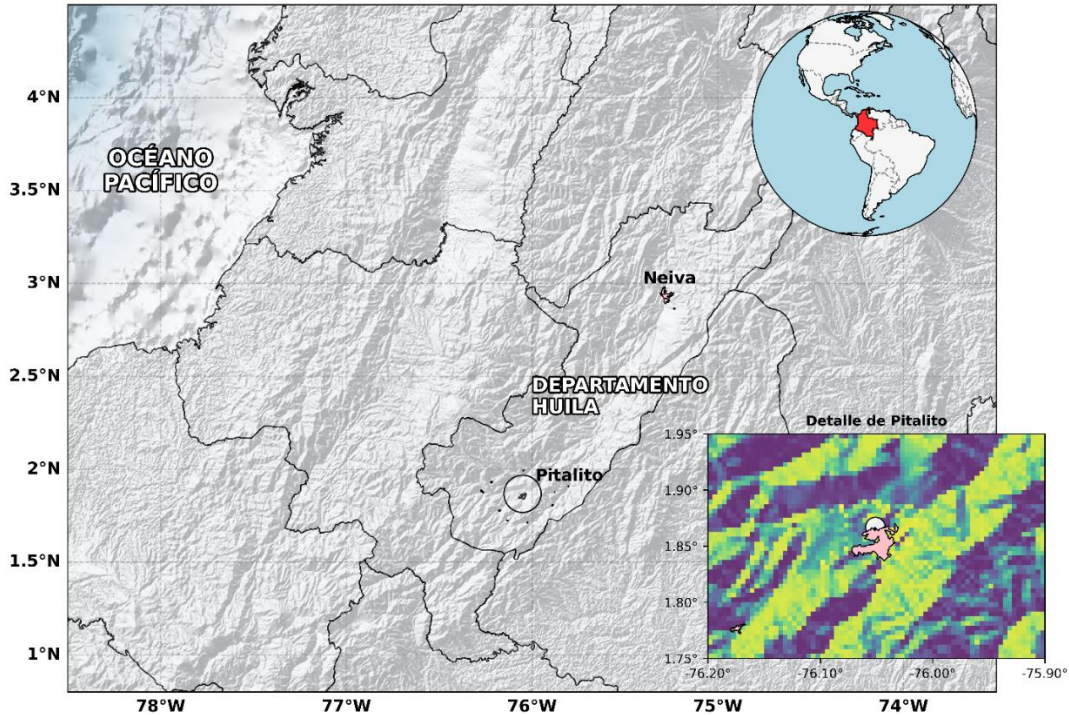 4°N
OCÉANO
PACÍFICO
3.5°N
3°N
Neiva
2.5°N
DEPARTAMENTO
HUILA
Detalle de Pitalito
1.95°
2°N
Pitalito
1.90°
1.85°
1.5°N
1.80°
1°N
1.75°
-76.20°
-76.10°
-76.00°
-75.90°
78°W
77°W
76°W
75°W
74°W